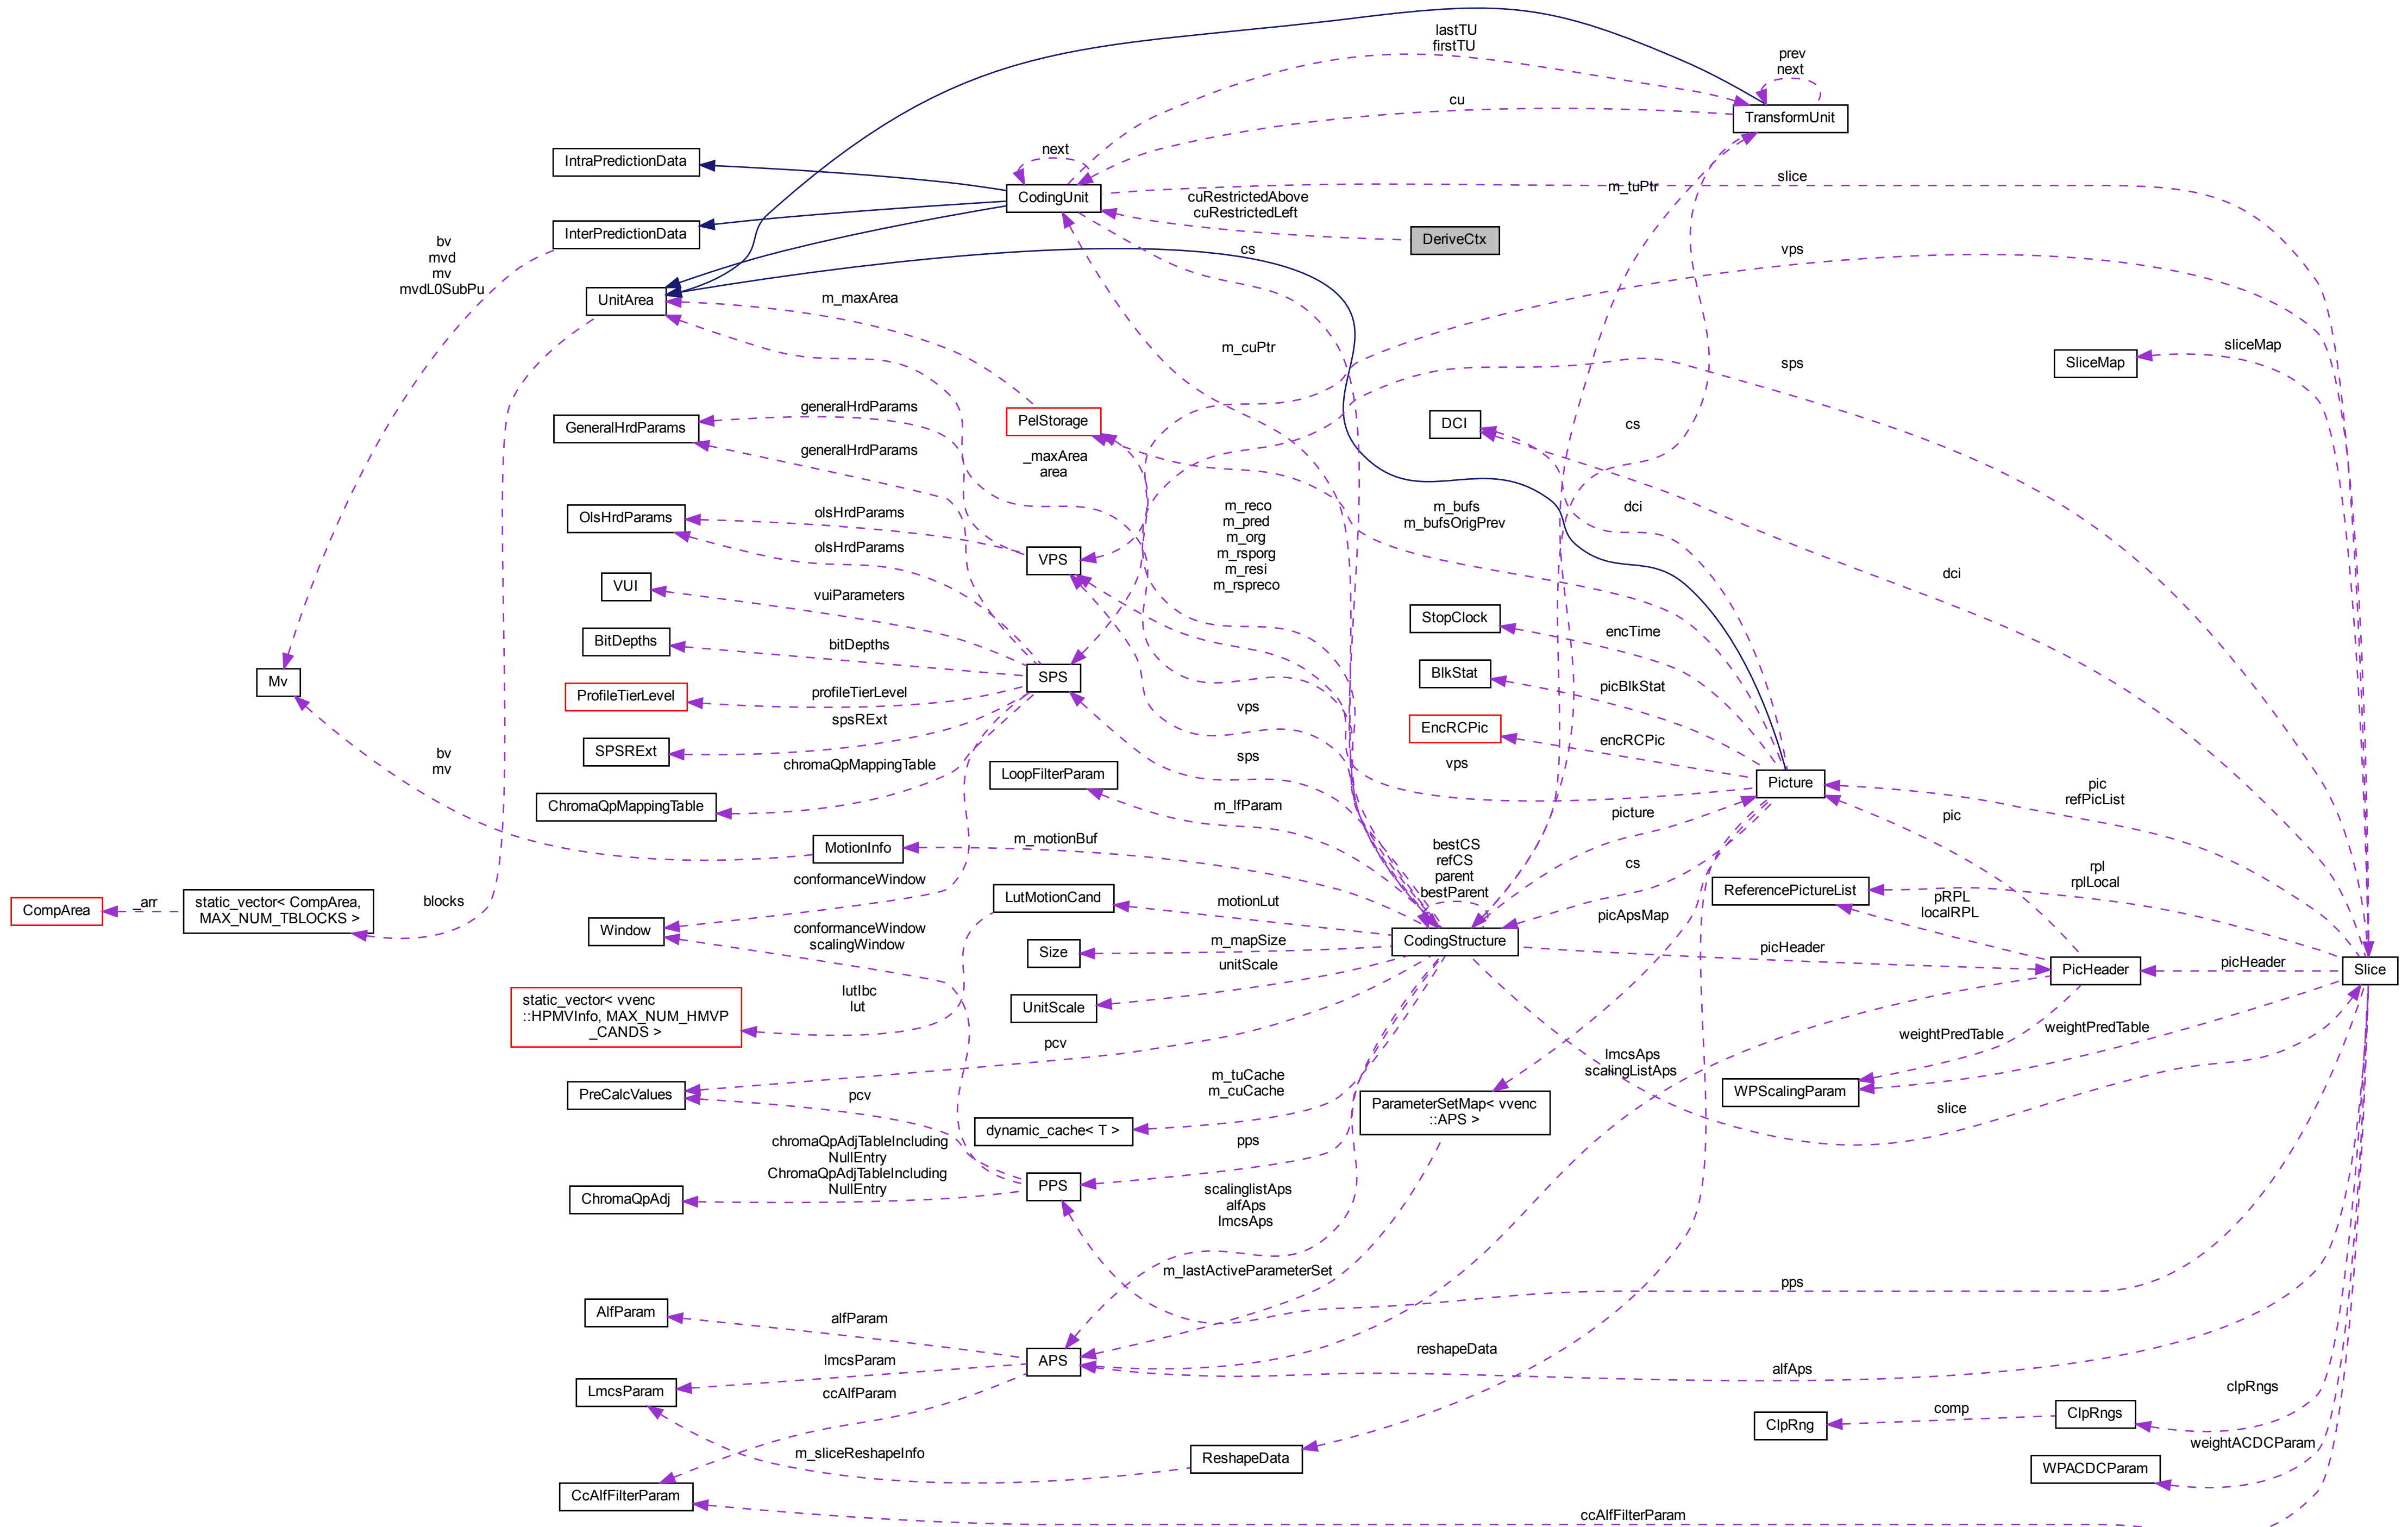 lastTU
firstTU
prev
next
cu
TransformUnit
IntraPredictionData
next
CodingUnit
m_tuPtr
slice
cuRestrictedAbove
cuRestrictedLeft
InterPredictionData
DeriveCtx
bv
mvd
mv
mvdL0SubPu
cs
vps
UnitArea
m_maxArea
m_cuPtr
sliceMap
SliceMap
sps
generalHrdParams
GeneralHrdParams
PelStorage
DCI
cs
generalHrdParams
_maxArea
area
olsHrdParams
OlsHrdParams
m_reco
m_pred
m_org
m_rsporg
m_resi
m_rspreco
m_bufs
m_bufsOrigPrev
dci
olsHrdParams
VPS
dci
VUI
vuiParameters
StopClock
encTime
BitDepths
bitDepths
BlkStat
picBlkStat
Mv
SPS
ProfileTierLevel
profileTierLevel
vps
spsRExt
EncRCPic
encRCPic
SPSRExt
chromaQpMappingTable
sps
vps
LoopFilterParam
Picture
pic
refPicList
bv
mv
ChromaQpMappingTable
m_lfParam
picture
pic
MotionInfo
m_motionBuf
bestCS
refCS
parent
bestParent
cs
rpl
rplLocal
conformanceWindow
ReferencePictureList
pRPL
localRPL
CompArea
_arr
static_vector< CompArea,
MAX_NUM_TBLOCKS >
blocks
LutMotionCand
motionLut
picApsMap
Window
conformanceWindow
scalingWindow
Size
m_mapSize
CodingStructure
picHeader
unitScale
PicHeader
picHeader
Slice
static_vector< vvenc
::HPMVInfo, MAX_NUM_HMVP
_CANDS >
lutIbc
lut
UnitScale
pcv
weightPredTable
weightPredTable
lmcsAps
scalingListAps
PreCalcValues
pcv
m_tuCache
m_cuCache
WPScalingParam
dynamic_cache< T >
ParameterSetMap< vvenc
::APS >
slice
chromaQpAdjTableIncluding
NullEntry
ChromaQpAdjTableIncluding
NullEntry
pps
ChromaQpAdj
PPS
scalinglistAps
alfAps
lmcsAps
m_lastActiveParameterSet
pps
AlfParam
alfParam
lmcsParam
APS
reshapeData
alfAps
LmcsParam
ccAlfParam
clpRngs
ClpRng
comp
ClpRngs
m_sliceReshapeInfo
ReshapeData
weightACDCParam
WPACDCParam
CcAlfFilterParam
ccAlfFilterParam